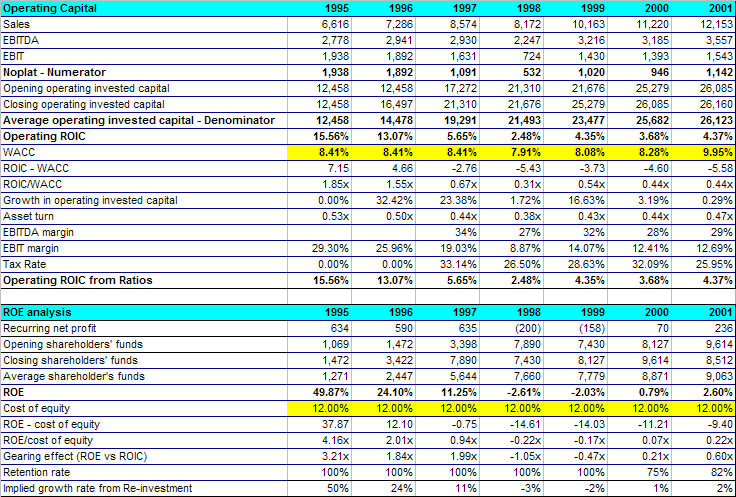 Operating Capital 1995 1996 1997 1998 1999 2000 2001
Sales 6,616 7,286 8,574 8,172 10,163 11,220 12,153
EBITDA 2,778 2,941 2,930 2,247 3,216 3,185 3,557
EBIT 1,938 1,892 1,631 724 1,430 1,393 1,543
Noplat - Numerator 1,938 1,892 1,091 532 1,020 946 1,142
Opening operating invested capital 12,458 12,458 17,272 21,310 21,676 25,279 26,085
Closing operating invested capital 12,458 16,497 21,310 21,676 25,279 26,085 26,160
Average operating invested capital - Denominator 12,458 14,478 19,291 21,493 23,477 25,682 26,123
Operating ROIC 15.56% 13.07% 5.65% 2.48% 4.35% 3.68% 4.37%
WACC 8.41% 8.41% 8.41% 7.91% 8.08% 8.28% 9.95%
ROIC - WACC 7.15 4.66 -2.76 -5.43 -3.73 -4.60 -5.58
ROIC/WACC 1.85x 1.55x 0.67x 0.31x 0.54x 0.44x 0.44x
Growth in operating invested capital 0.00% 32.42% 23.38% 1.72% 16.63% 3.19% 0.29%
Asset turn 0.53x 0.50x 0.44x 0.38x 0.43x 0.44x 0.47x
EBITDA margin 34% 27% 32% 28% 29%
EBIT margin 29.30% 25.96% 19.03% 8.87% 14.07% 12.41% 12.69%
Tax Rate 0.00% 0.00% 33.14% 26.50% 28.63% 32.09% 25.95%
Operating ROIC from Ratios 15.56% 13.07% 5.65% 2.48% 4.35% 3.68% 4.37%
ROE analysis 1995 1996 1997 1998 1999 2000 2001
Recurring net profit 634 590 635 (200) (158) 70 236
Opening shareholders' funds 1,069 1,472 3,398 7,890 7,430 8,127 9,614
Closing shareholders' funds 1,472 3,422 7,890 7,430 8,127 9,614 8,512
Average shareholder's funds 1,271 2,447 5,644 7,660 7,779 8,871 9,063
ROE 49.87% 24.10% 11.25% -2.61% -2.03% 0.79% 2.60%
Cost of equity 12.00% 12.00% 12.00% 12.00% 12.00% 12.00% 12.00%
ROE - cost of equity 37.87 12.10 -0.75 -14.61 -14.03 -11.21 -9.40
ROE/cost of equity 4.16x 2.01x 0.94x -0.22x -0.17x 0.07x 0.22x
Gearing effect (ROE vs ROIC) 3.21x 1.84x 1.99x -1.05x -0.47x 0.21x 0.60x
Retention rate 100% 100% 100% 100% 100% 75% 82%
Implied growth rate from Re-investment 50% 24% 11% -3% -2% 1% 2%